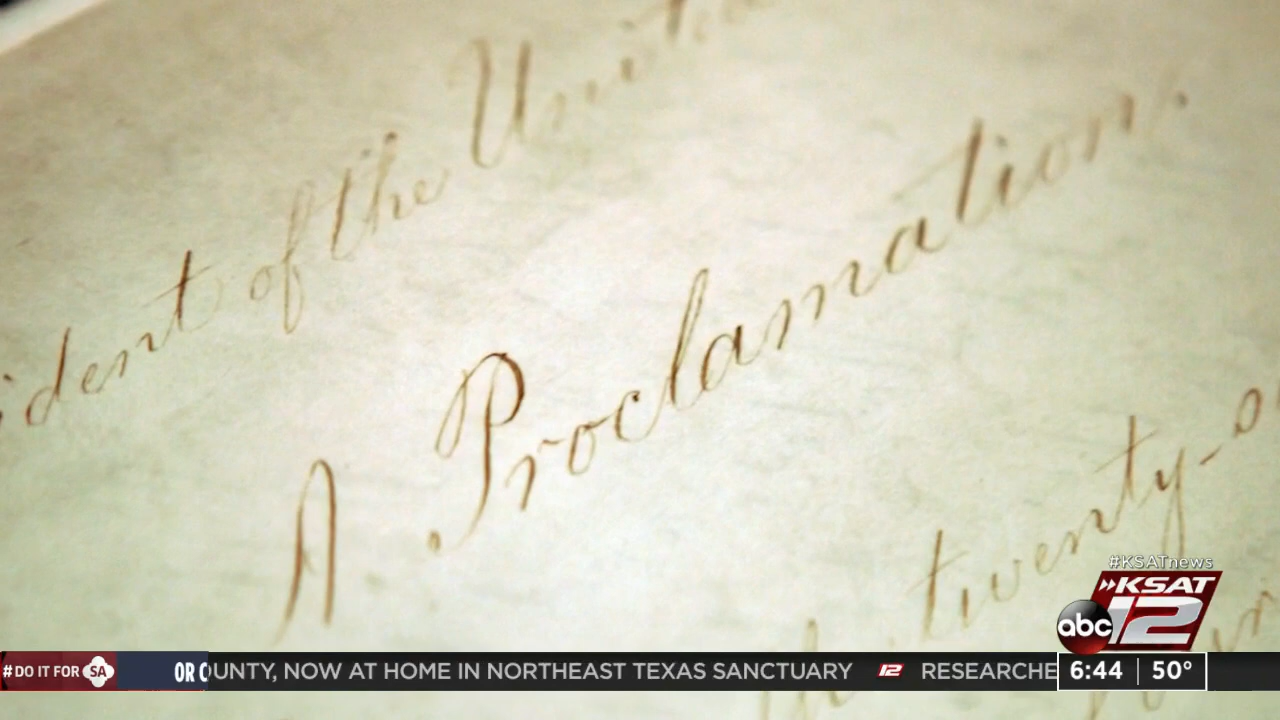 ident of the Unite
A Proclamation.
twenty-o
#KSATnews
»KSAT
abc 12
#DO IT FOR SA
OR COUNTY, NOW AT HOME IN NORTHEAST TEXAS SANCTUARY 12 RESEARCHE
6:44 50°